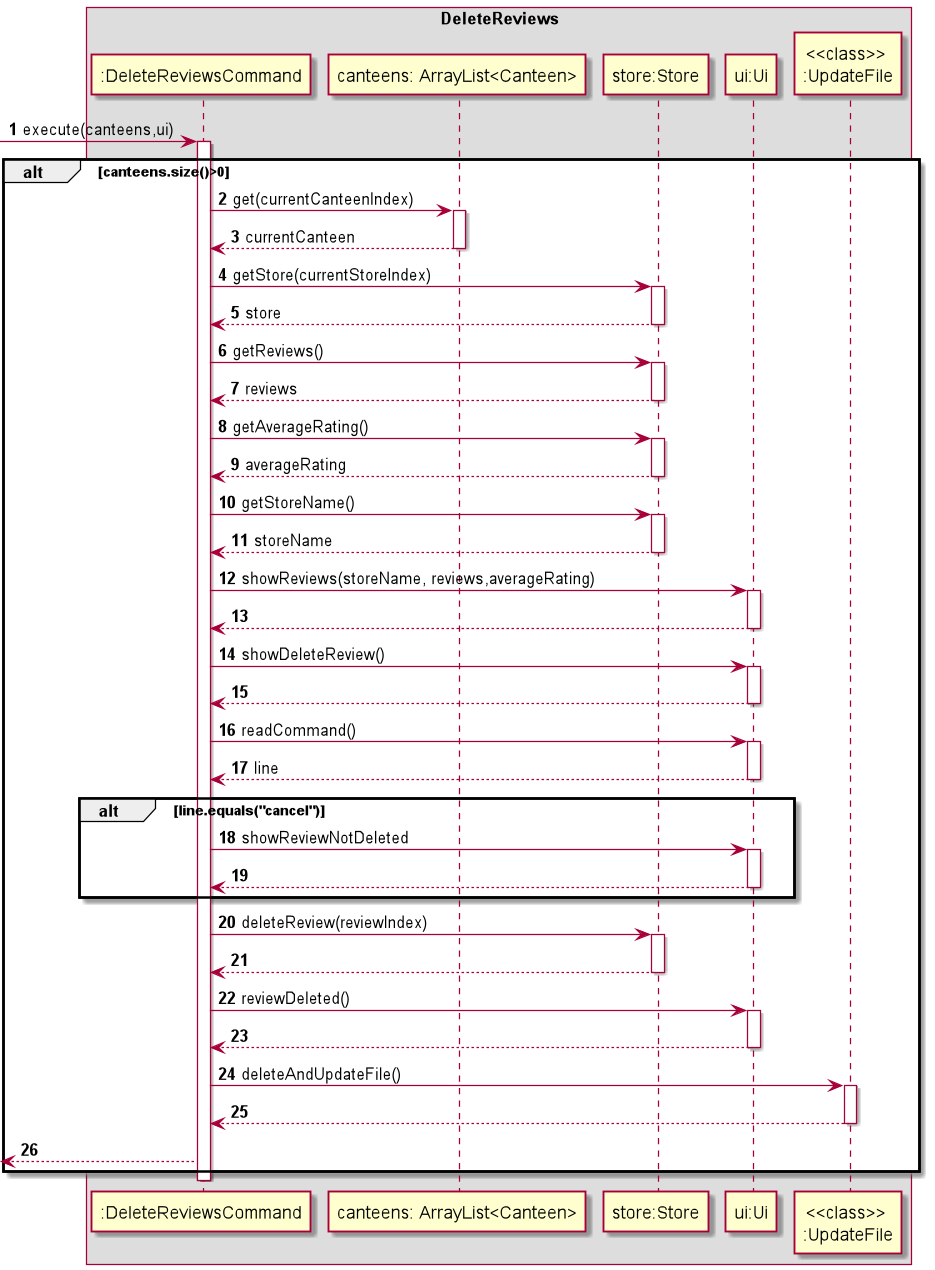 DeleteReviews
:DeleteReviewsCommand
canteens: ArrayList<Canteen>
store:Store
ui:Ui
<<class>>
:UpdateFile
1 execute(canteens,ui)
alt [canteens.size()>0]
2 get(currentCanteenIndex)
3 currentCanteen
4 getStore(currentStoreIndex)
5 store
6 getReviews()
7 reviews
8 getAverageRating()
9 averageRating
10 getStoreName()
11 storeName
12 showReviews(storeName, reviews,averageRating)
13
14 showDeleteReview()
15
16 readCommand()
17 line
alt [line.equals("cancel")]
18 showReviewNotDeleted
19
20 deleteReview(reviewIndex)
21
22 reviewDeleted()
23
24 deleteAndUpdateFile()
25
26
:DeleteReviewsCommand
canteens: ArrayList<Canteen>
store:Store
ui:Ui
<<class>>
:UpdateFile